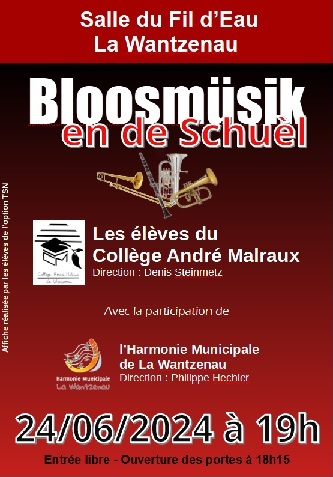 Salle du Fil d'Eau
La Wantzenau
Bloosmüsik
en de Schuèl
Les élèves du
Collège André Malraux
Direction : Denis Steinmetz
Avec la participation de
l'Harmonie Municipale
de La Wantzenau
Direction : Philippe Hechler
Harmonie Municipale
La Wantzenau
24/06/2024 à 19h
Entrée libre - Ouverture des portes à 18h15
Affiche réalisée par les élèves de l'option TSN